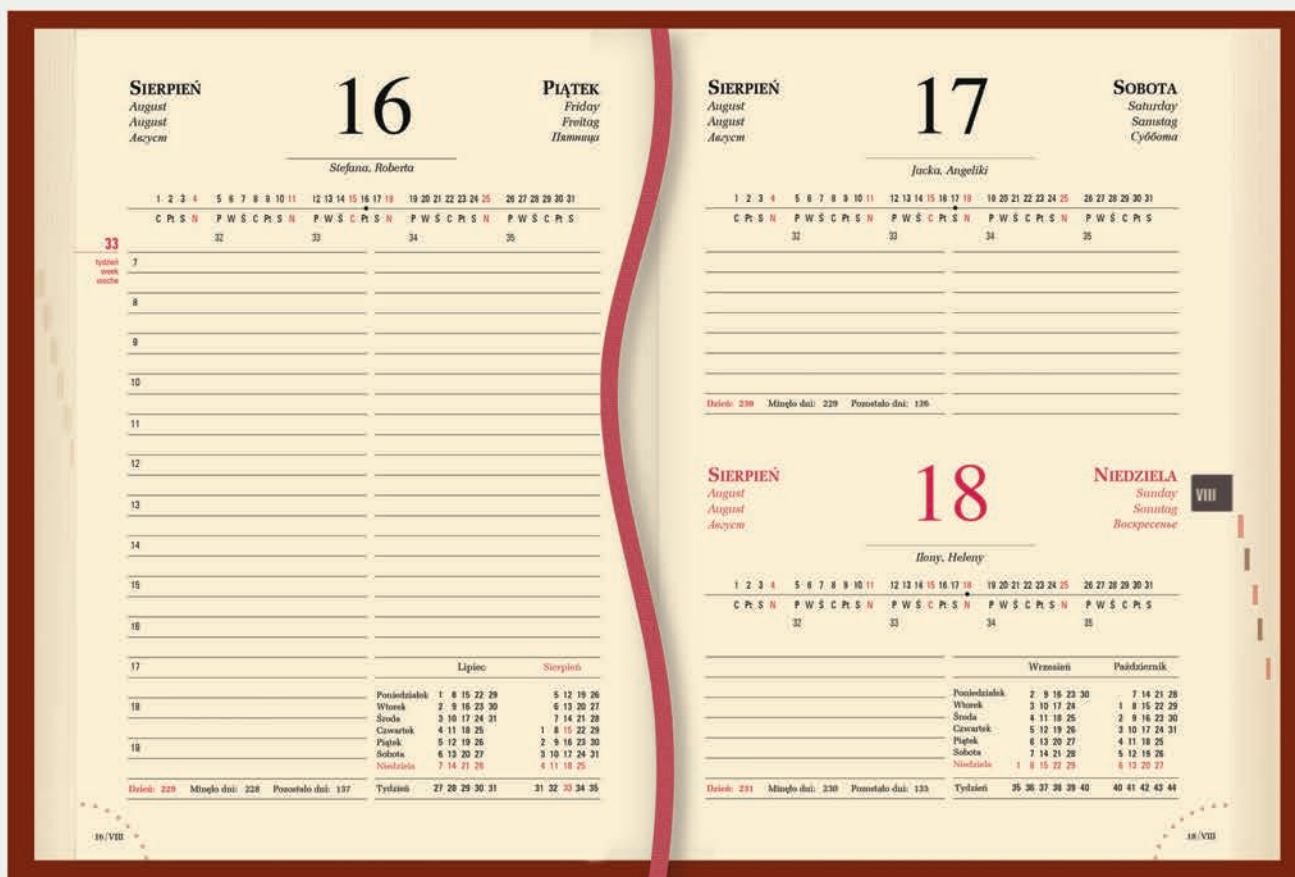 SIERPIEŃ
August
August
Август
16
PIĄTEK
Friday
Freitag
Пятница
Stefana, Roberta
1 2 3 4 5 6 7 8 9 10 11 12 13 14 15 16 17 18 19 20 21 22 23 24 25 26 27 28 29 30 31
C Pt S N P W Ś C Pt S N P W Ś C Pt S N P W Ś C Pt S N P W Ś C Pt S
32 33 34 35
33
tydzień
week
woche
7
8
9
10
11
12
13
14
15
16
17
18
19
Lipiec Sierpień
Poniedziałek 1 8 15 22 29 5 12 19 26
Wtorek 2 9 16 23 30 6 13 20 27
Środa 3 10 17 24 31 7 14 21 28
Czwartek 4 11 18 25 1 8 15 22 29
Piątek 5 12 19 26 2 9 16 23 30
Sobota 6 13 20 27 3 10 17 24 31
Niedziela 7 14 21 28 4 11 18 25
Tydzień 27 28 29 30 31 31 32 33 34 35
Dzień: 229 Minęło dni: 228 Pozostało dni: 137
16/VIII
SIERPIEŃ
August
August
Август
17
SOBOTA
Saturday
Samstag
Суббота
Jacka, Angeliki
1 2 3 4 5 6 7 8 9 10 11 12 13 14 15 16 17 18 19 20 21 22 23 24 25 26 27 28 29 30 31
C Pt S N P W Ś C Pt S N P W Ś C Pt S N P W Ś C Pt S N P W Ś C Pt S
32 33 34 35
Dzień: 230 Minęło dni: 229 Pozostało dni: 136
SIERPIEŃ
August
August
Август
18
NIEDZIELA
Sunday
Sonntag
Воскресенье
VIII
Ilony, Heleny
1 2 3 4 5 6 7 8 9 10 11 12 13 14 15 16 17 18 19 20 21 22 23 24 25 26 27 28 29 30 31
C Pt S N P W Ś C Pt S N P W Ś C Pt S N P W Ś C Pt S N P W Ś C Pt S
32 33 34 35
Wrzesień Październik
Poniedziałek 2 9 16 23 30 7 14 21 28
Wtorek 3 10 17 24 1 8 15 22 29
Środa 4 11 18 25 2 9 16 23 30
Czwartek 5 12 19 26 3 10 17 24 31
Piątek 6 13 20 27 4 11 18 25
Sobota 7 14 21 28 5 12 19 26
Niedziela 1 8 15 22 29 6 13 20 27
Tydzień 35 36 37 38 39 40 40 41 42 43 44
Dzień: 231 Minęło dni: 230 Pozostało dni: 135
18/VIII